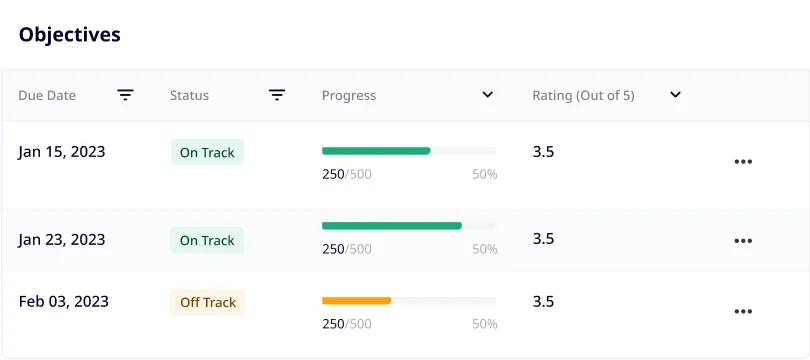 Objectives
Due Date Status Progress Rating (Out of 5)
Jan 15, 2023 On Track 3.5
250/500 50%
Jan 23, 2023 On Track 3.5
250/500 50%
Feb 03, 2023 Off Track 3.5
250/500 50%